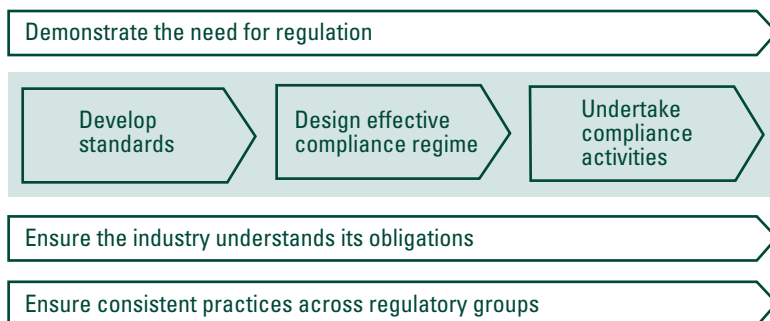 Demonstrate the need for regulation
Develop
standards
Design effective
compliance regime
Undertake
compliance
activities
Ensure the industry understands its obligations
Ensure consistent practices across regulatory groups